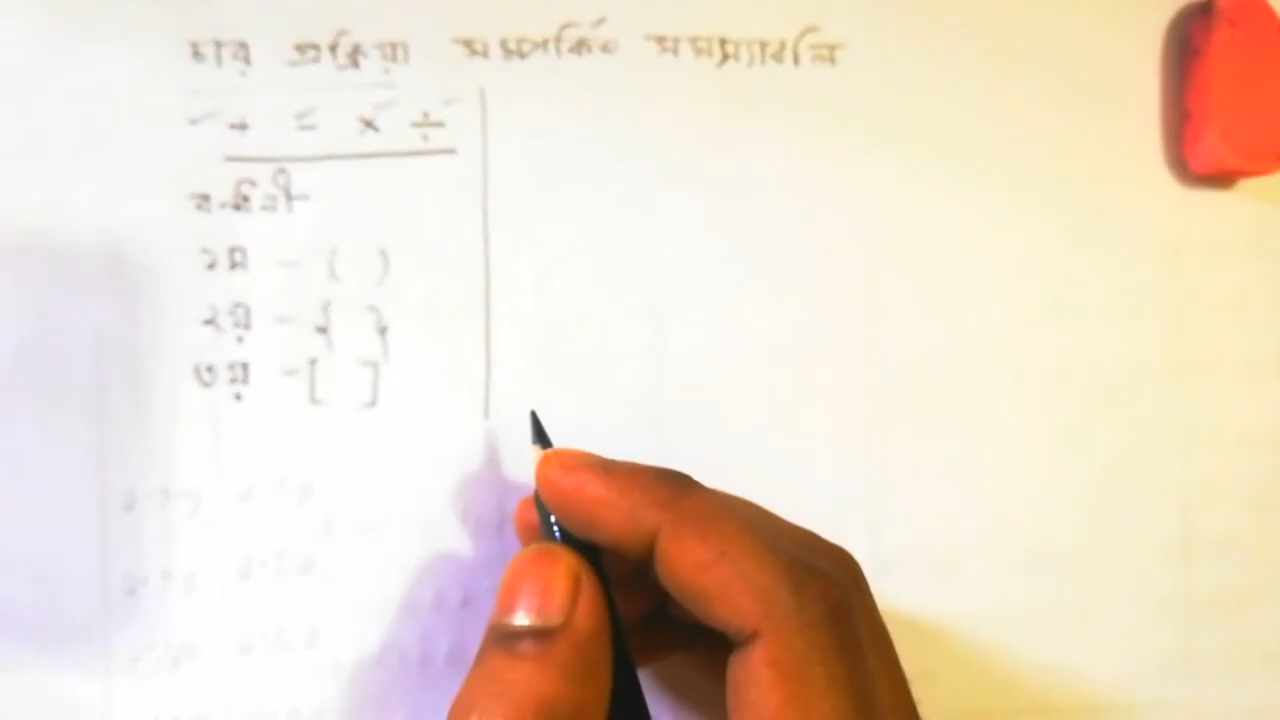 চার প্রক্রিয়া সম্পর্কিত সমস্যাবলি
+ - × ÷
বন্ধনী
১ম - ( )
২য় - { }
৩য় - [ ]